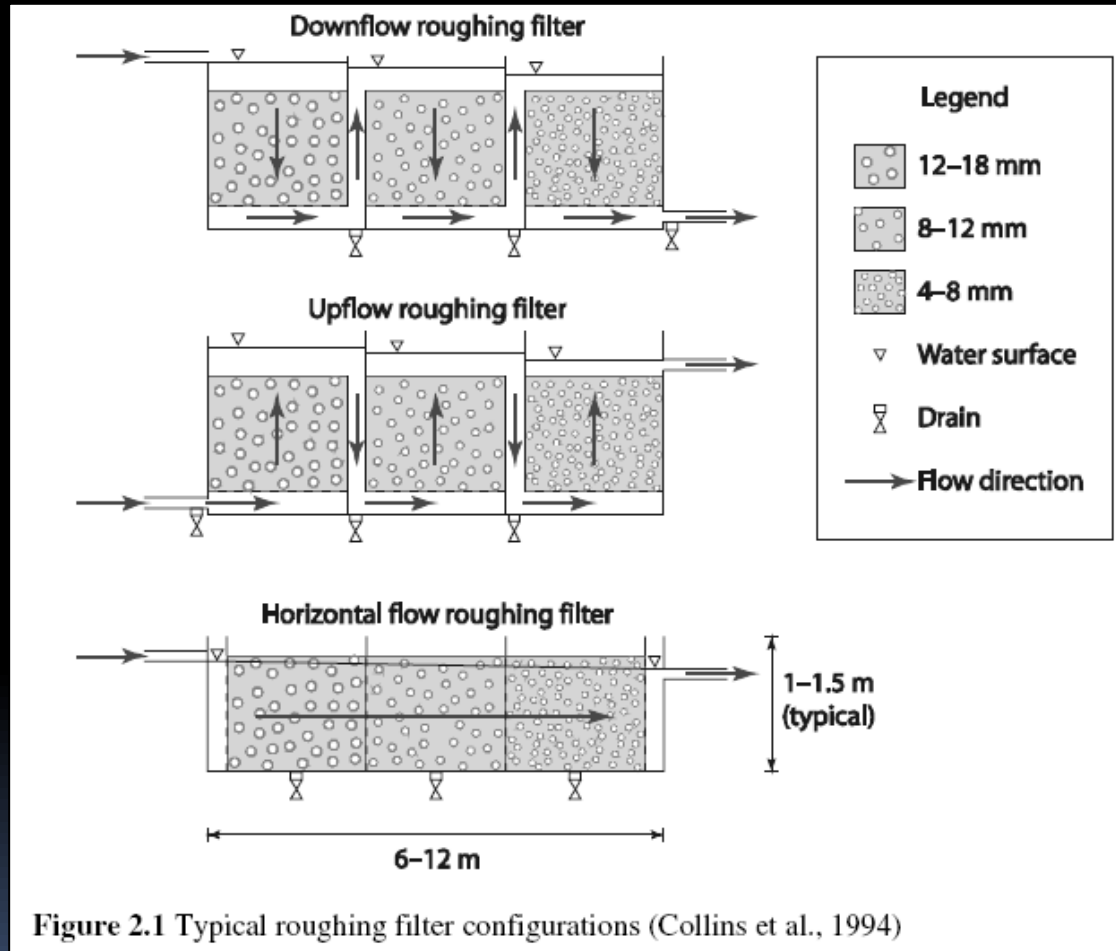 Downflow roughing filter
Legend
12–18 mm
8–12 mm
4–8 mm
Water surface
Drain
Flow direction
Upflow roughing filter
Horizontal flow roughing filter
1–1.5 m
(typical)
6–12 m
Figure 2.1 Typical roughing filter configurations (Collins et al., 1994)